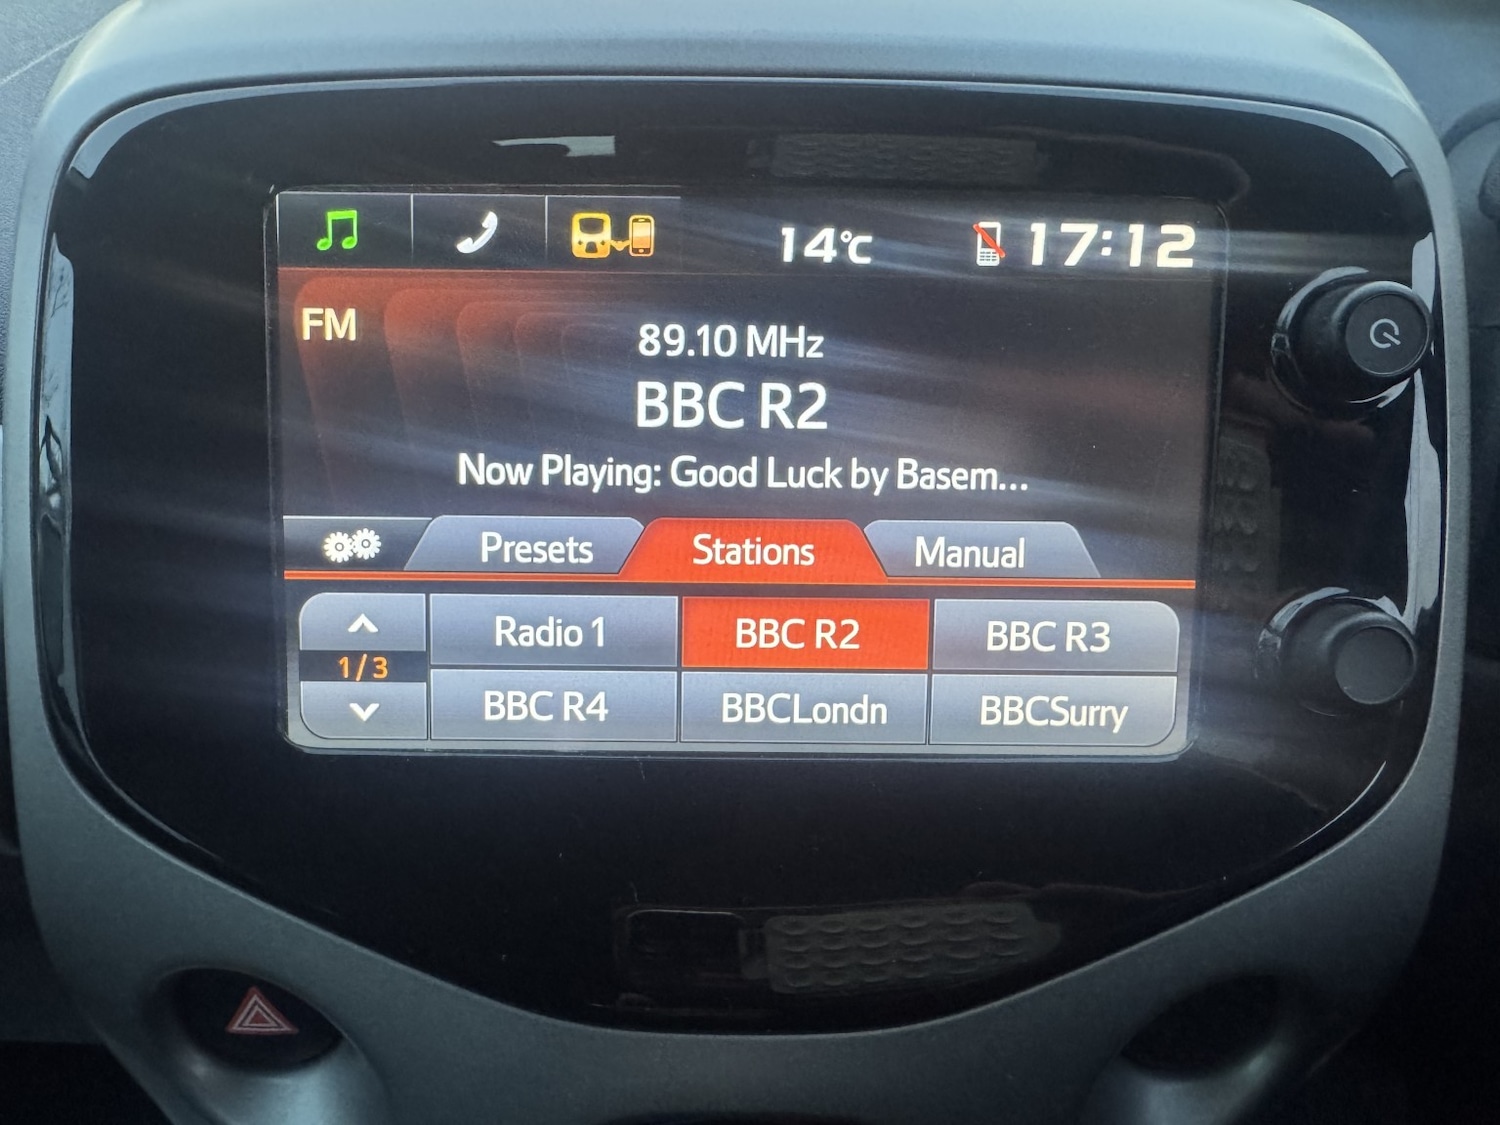 14°C
17:12
FM
89.10 MHz
BBC R2
Now Playing: Good Luck by Basem...
Presets Stations Manual
1/3
Radio 1 BBC R2 BBC R3
BBC R4 BBCLondn BBCSurry